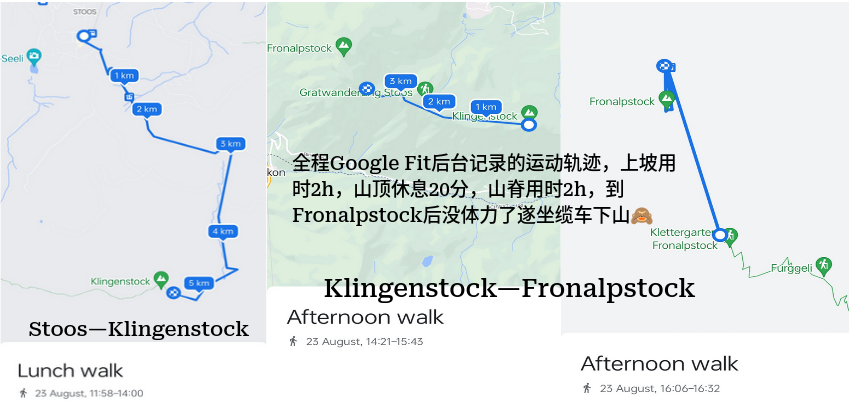 STOOS
Seeli
1 km
2 km
3 km
4 km
Klingenstock
5 km
Stoos—Klingenstock
Lunch walk
23 August, 11:58–14:00
Fronalpstock
3 km
Gratwanderung Stoos
2 km
1 km
Klingenstock
kon
全程Google Fit后台记录的运动轨迹，上坡用
时2h，山顶休息20分，山脊用时2h，到
Fronalpstock后没体力了遂坐缆车下山🙈
Klingenstock—Fronalpstock
Afternoon walk
23 August, 14:21–15:43
Fronalpstock
Klettergarten
Fronalpstock
Furggeli
Afternoon walk
23 August, 16:06–16:32